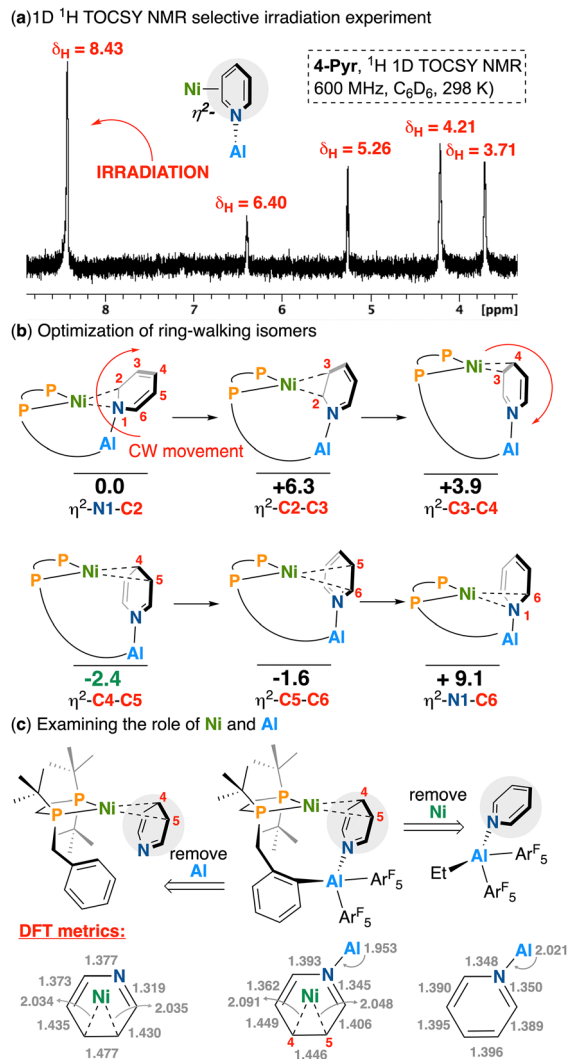 (a)1D ¹H TOCSY NMR selective irradiation experiment
δH = 8.43
4-Pyr, ¹H 1D TOCSY NMR
600 MHz, C₆D₆, 298 K)
Ni
η²-
N
Al
IRRADIATION
δH = 6.40
δH = 5.26
δH = 4.21
δH = 3.71
8 7 6 5 4 [ppm]
(b) Optimization of ring-walking isomers
P P Ni 2 3 4 5 6 N 1 Al
CW movement
0.0
η²-N1-C2
P P Ni 3 2 N Al
+6.3
η²-C2-C3
P P Ni 4 3 N Al
+3.9
η²-C3-C4
P P Ni 4 5 N Al
-2.4
η²-C4-C5
P P Ni 5 6 N Al
-1.6
η²-C5-C6
P P Ni 6 N 1 Al
+ 9.1
η²-N1-C6
(c) Examining the role of Ni and Al
P P Ni 4 5 N
remove
Al
P P Ni 4 5 N Al ArF5 ArF5
remove
Ni
N Al Et ArF5 ArF5
DFT metrics:
1.377 N 1.373 1.319 2.034 Ni 2.035 1.435 1.430 1.477
Al 1.953 1.393 N 1.362 1.345 2.091 Ni 2.048 1.449 1.406 4 5 1.446
Al 2.021 1.348 N 1.390 1.350 1.395 1.389 1.396